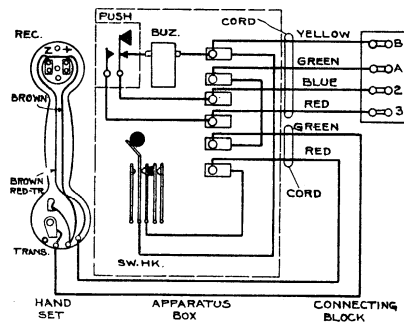 CORD
PUSH
REC.
BUZ.
YELLOW
B
Z +
GREEN
A
BLUE
2
BROWN
RED
3
GREEN
RED
BROWN
RED-TR.
CORD
TRANS.
SW. HK.
HAND
SET
APPARATUS
BOX
CONNECTING
BLOCK